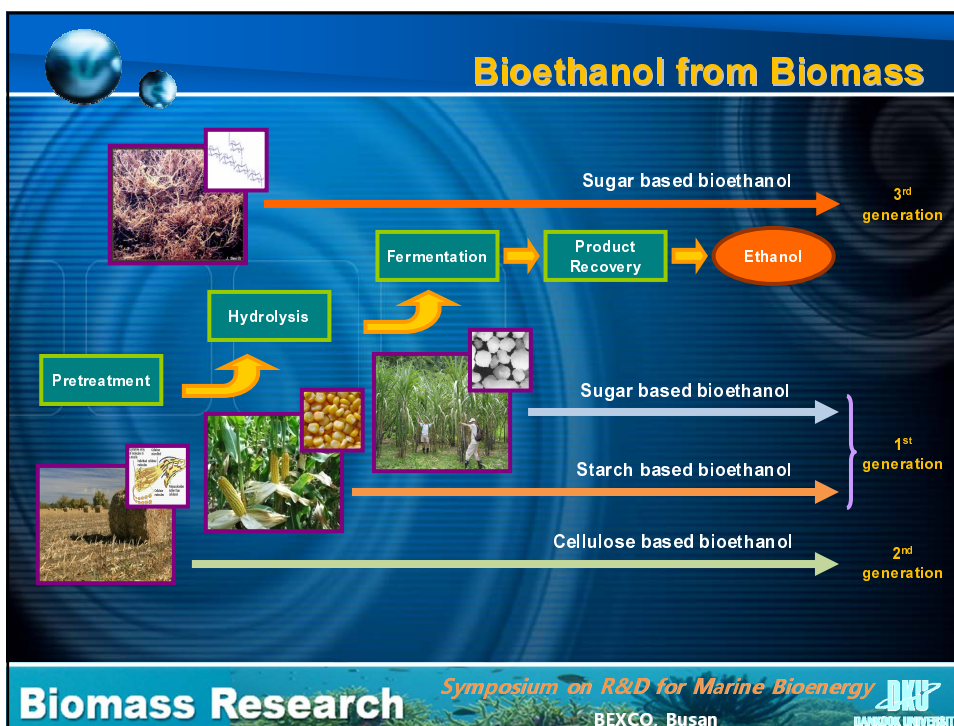 Bioethanol from Biomass
Sugar based bioethanol
3rd
generation
Fermentation
Product
Recovery
Ethanol
Hydrolysis
Pretreatment
Sugar based bioethanol
1st
generation
Starch based bioethanol
Cellulose based bioethanol
2nd
generation
Biomass Research
Symposium on R&D for Marine Bioenergy
BEXCO, Busan
DKU
DANKOOK UNIVERSIT